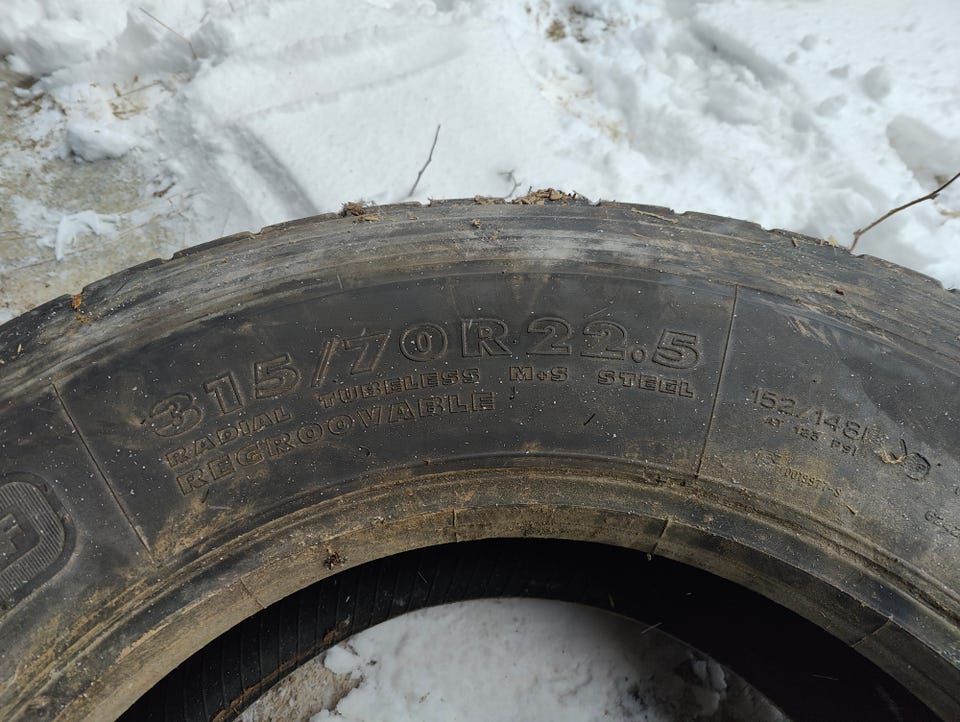 315/70R22.5
RADIAL TUBELESS M+S STEEL
REGROOVABLE
152/148
AT 125 PSI
F